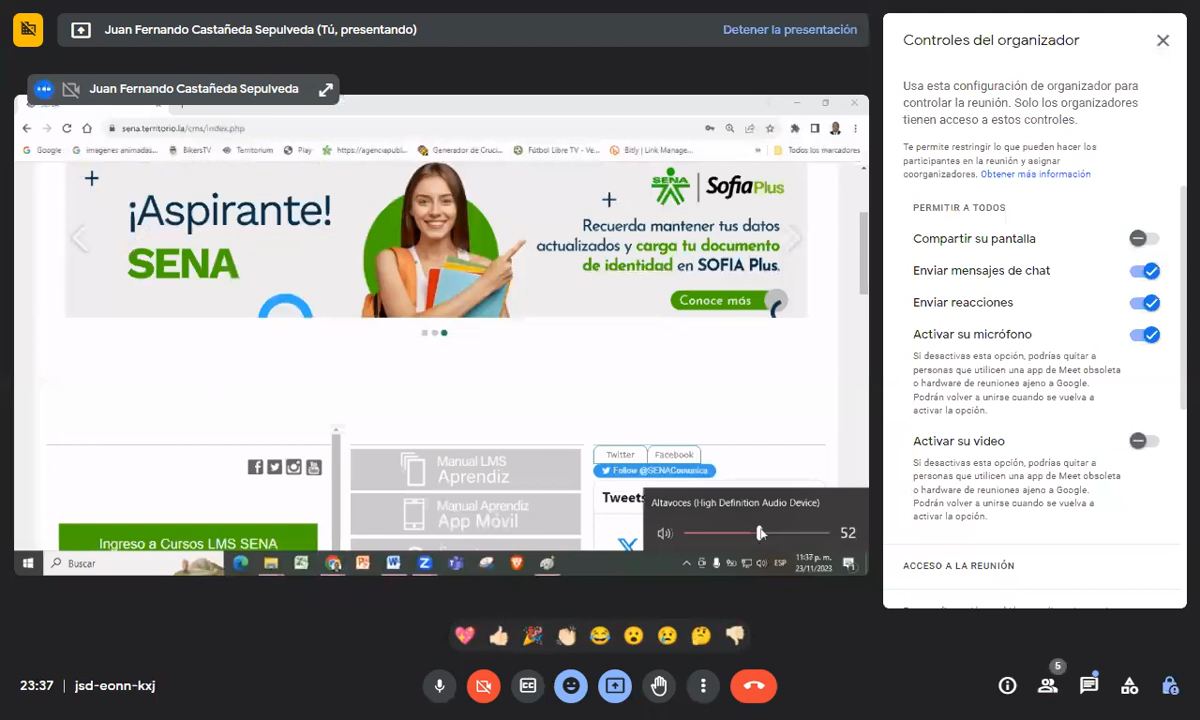 Juan Fernando Castañeda Sepulveda (Tú, presentando)
Detener la presentación
Juan Fernando Castañeda Sepulveda
sena.territorio.la/cms/index.php
Google
imagenes animadas...
BikersTV
Territorium
Play
https://agenciapubl...
Generador de Cruci...
Fútbol Libre TV - Ve...
Bitly | Link Manage...
»
Todos los marcadores
¡Aspirante!
SENA
SENA
SofiaPlus
Recuerda mantener tus datos
actualizados y carga tu documento
de identidad en SOFIA Plus.
Conoce más
Manual LMS
Aprendiz
Manual Aprendiz
App Móvil
Ingreso a Cursos LMS SENA
Twitter
Facebook
Follow @SENAComunica
Tweets
Altavoces (High Definition Audio Device)
52
Buscar
ESP
11:37 p. m.
23/11/2023
23:37 | jsd-eonn-kxj
5
Controles del organizador
Usa esta configuración de organizador para
controlar la reunión. Solo los organizadores
tienen acceso a estos controles.
Te permite restringir lo que pueden hacer los
participantes en la reunión y asignar
coorganizadores. Obtener más información
PERMITIR A TODOS
Compartir su pantalla
Enviar mensajes de chat
Enviar reacciones
Activar su micrófono
Si desactivas esta opción, podrías quitar a
personas que utilicen una app de Meet obsoleta
o hardware de reuniones ajeno a Google.
Podrán volver a unirse cuando se vuelva a
activar la opción.
Activar su video
Si desactivas esta opción, podrías quitar a
personas que utilicen una app de Meet obsoleta
o hardware de reuniones ajeno a Google.
Podrán volver a unirse cuando se vuelva a
activar la opción.
ACCESO A LA REUNIÓN